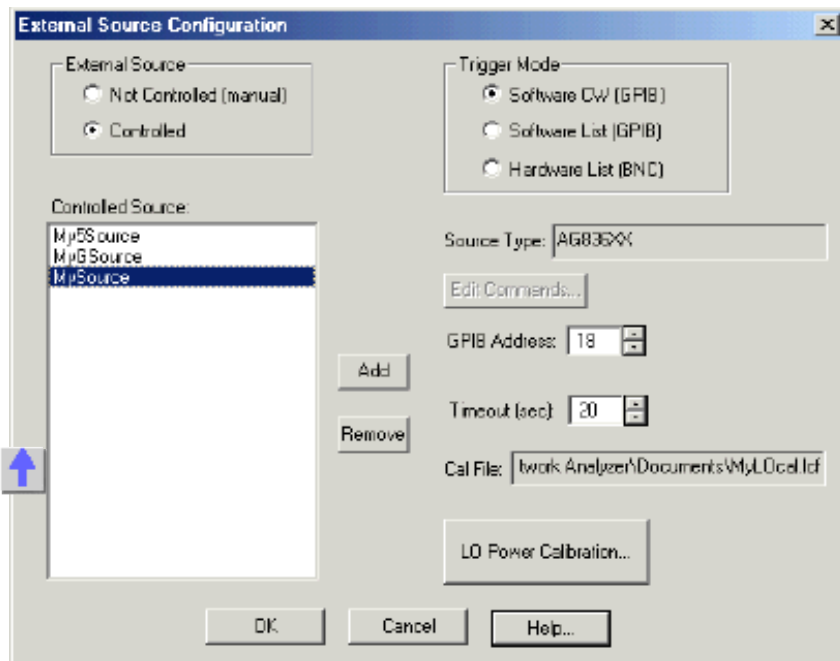 External Source Configuration
External Source
Not Controlled (manual)
Controlled
Trigger Mode
Software CW (GPIB)
Software List (GPIB)
Hardware List (BNC)
Controlled Source:
My5Source
My6Source
MySource
Add
Remove
Source Type: AG836XX
Edit Commands...
GPIB Address: 18
Timeout (sec): 20
Cal File: twork Analyzer\Documents\MyLOcal.lcf
LO Power Calibration...
OK
Cancel
Help...